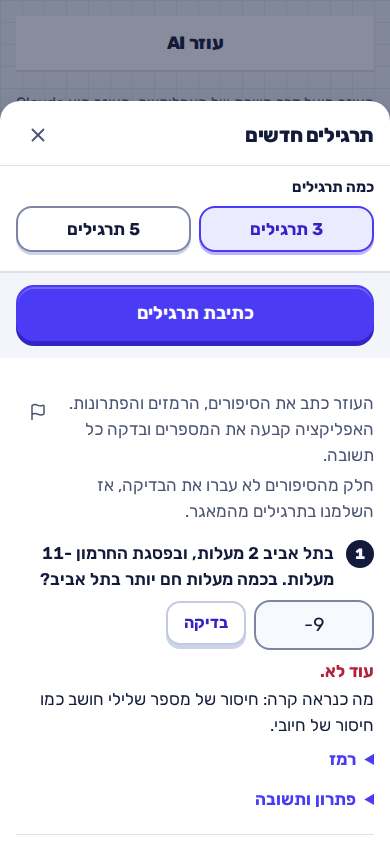 עוזר AI
תרגילים חדשים
כמה תרגילים
3 תרגילים
5 תרגילים
כתיבת תרגילים
העוזר כתב את הסיפורים, הרמזים והפתרונות.
האפליקציה קבעה את המספרים ובדקה כל
תשובה.
חלק מהסיפורים לא עברו את הבדיקה, אז
השלמנו בתרגילים מהמאגר.
1
בתל אביב 2 מעלות, ובפסגת החרמון -11
מעלות. בכמה מעלות חם יותר בתל אביב?
-9
בדיקה
עוד לא.
מה כנראה קרה: חיסור של מספר שלילי חושב כמו
חיסור של חיובי.
רמז
פתרון ותשובה